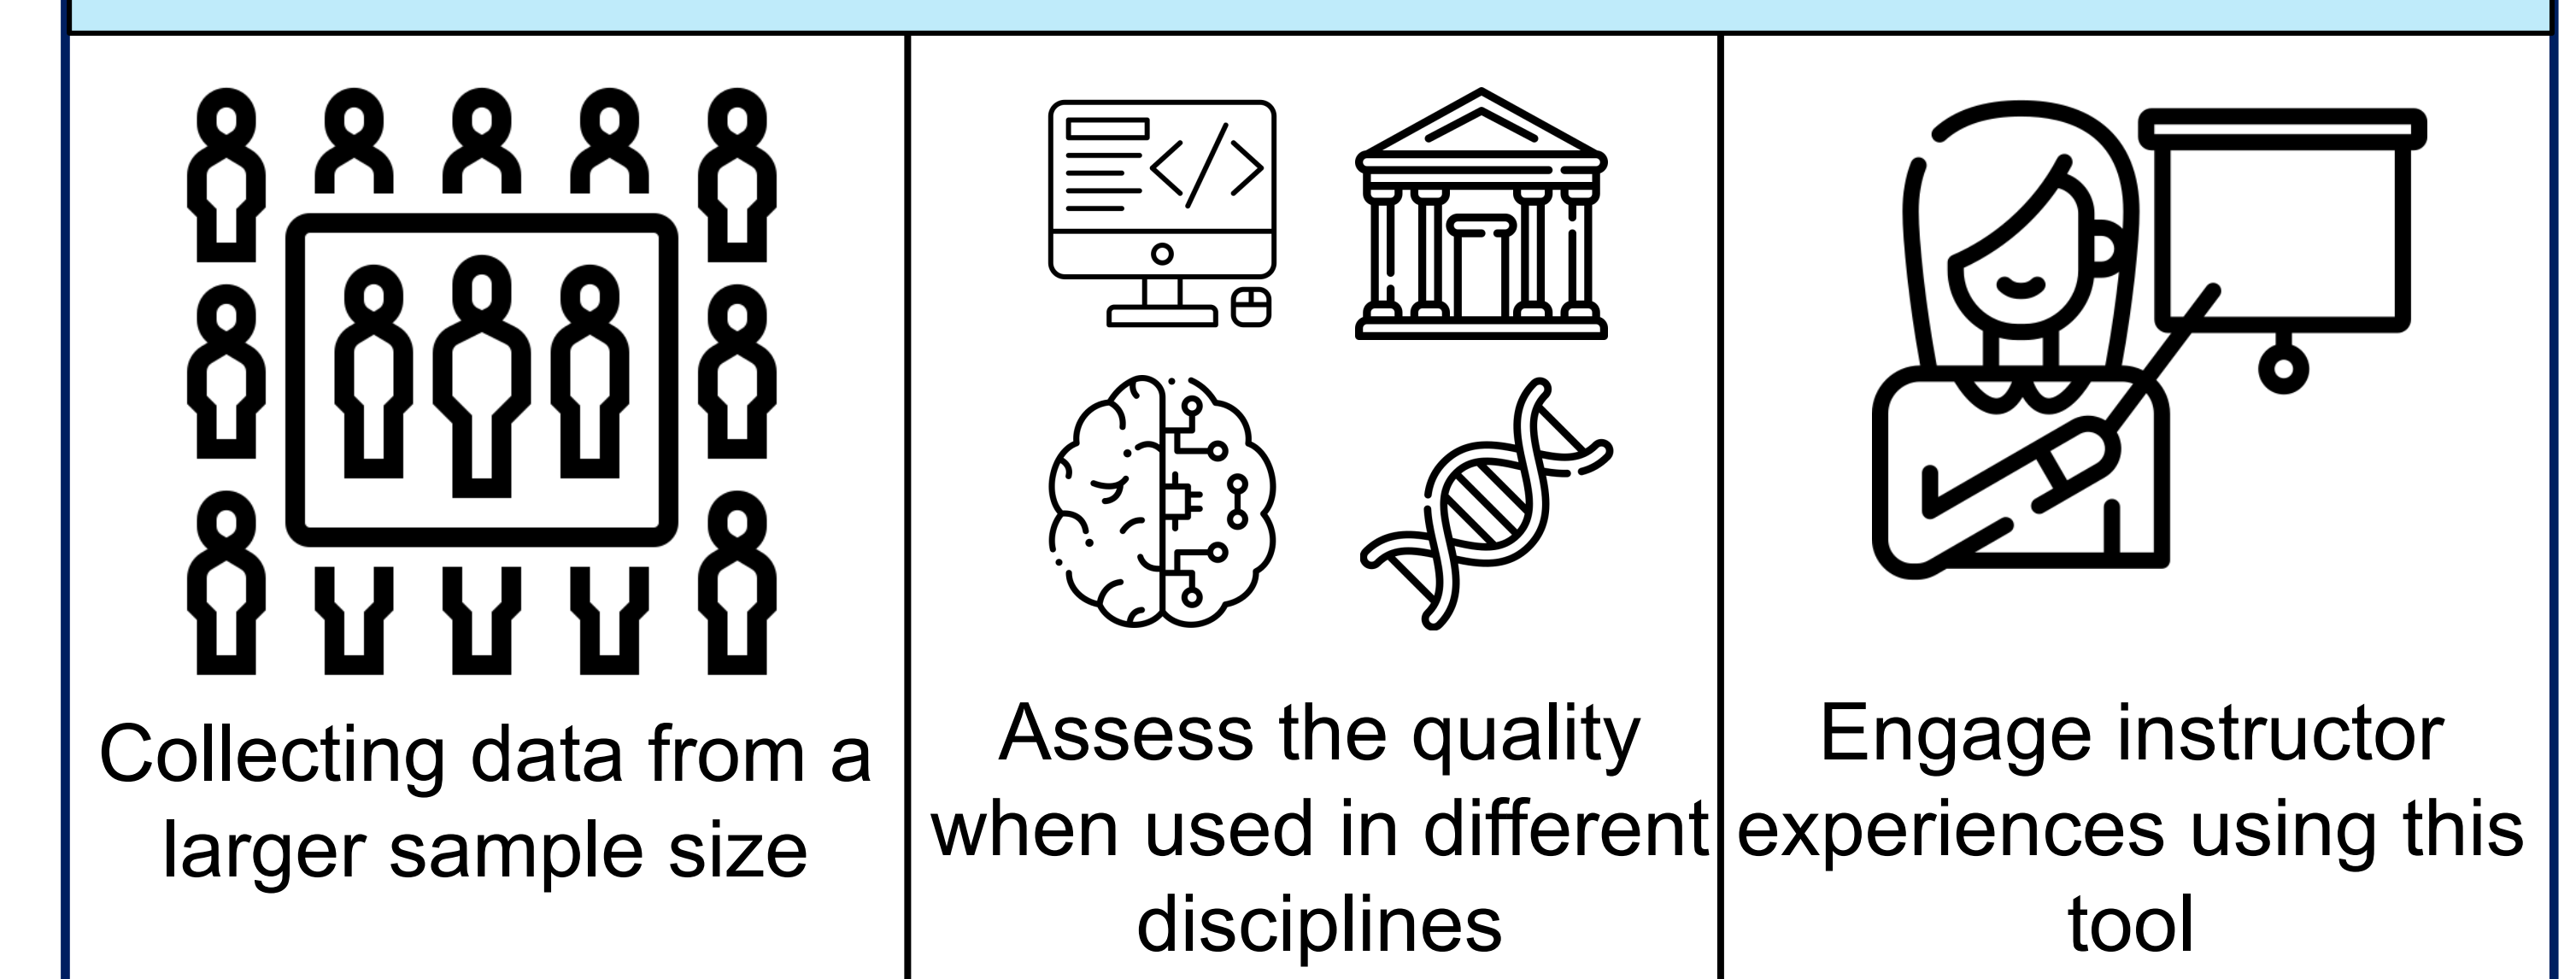 Collecting data from a
larger sample size
Assess the quality
when used in different
disciplines
Engage instructor
experiences using this
tool